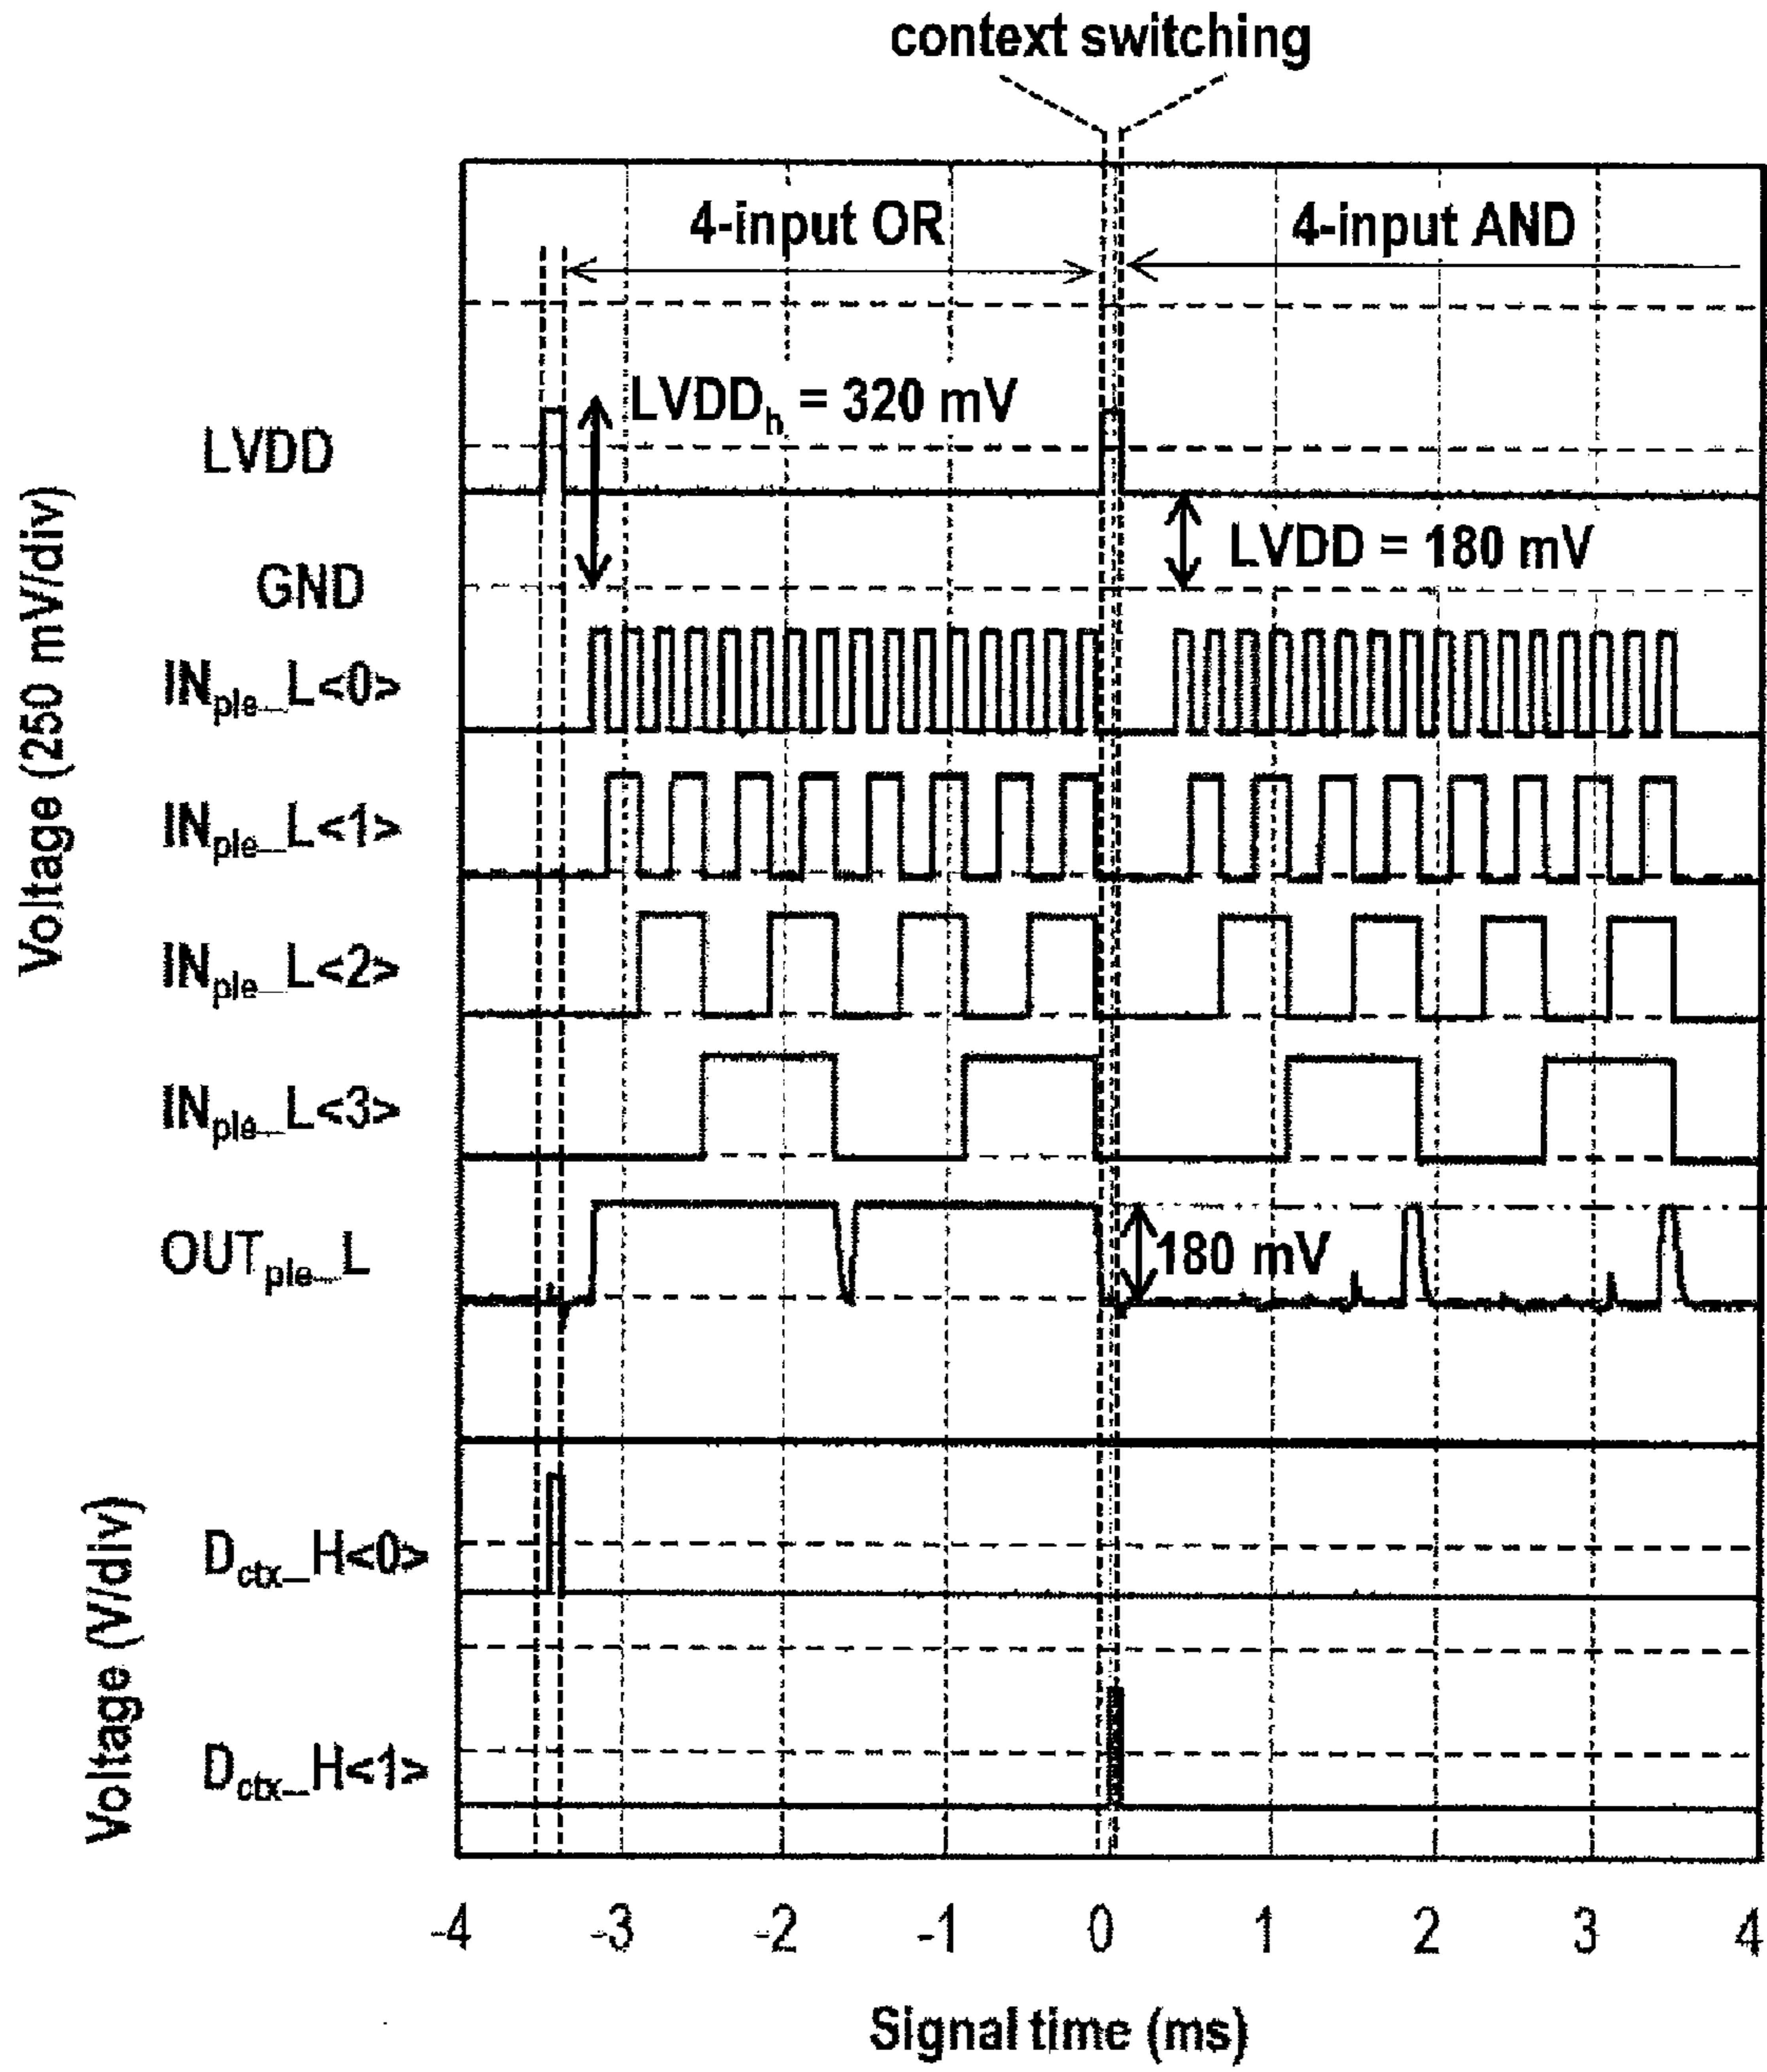 context switching
4-input OR
4-input AND
LVDDh = 320 mV
LVDD
LVDD = 180 mV
GND
INple_L<0>
INple_L<1>
INple_L<2>
INple_L<3>
OUTple_L
180 mV
Voltage (250 mV/div)
Dctx_H<0>
Dctx_H<1>
Voltage (V/div)
-4 -3 -2 -1 0 1 2 3 4
Signal time (ms)